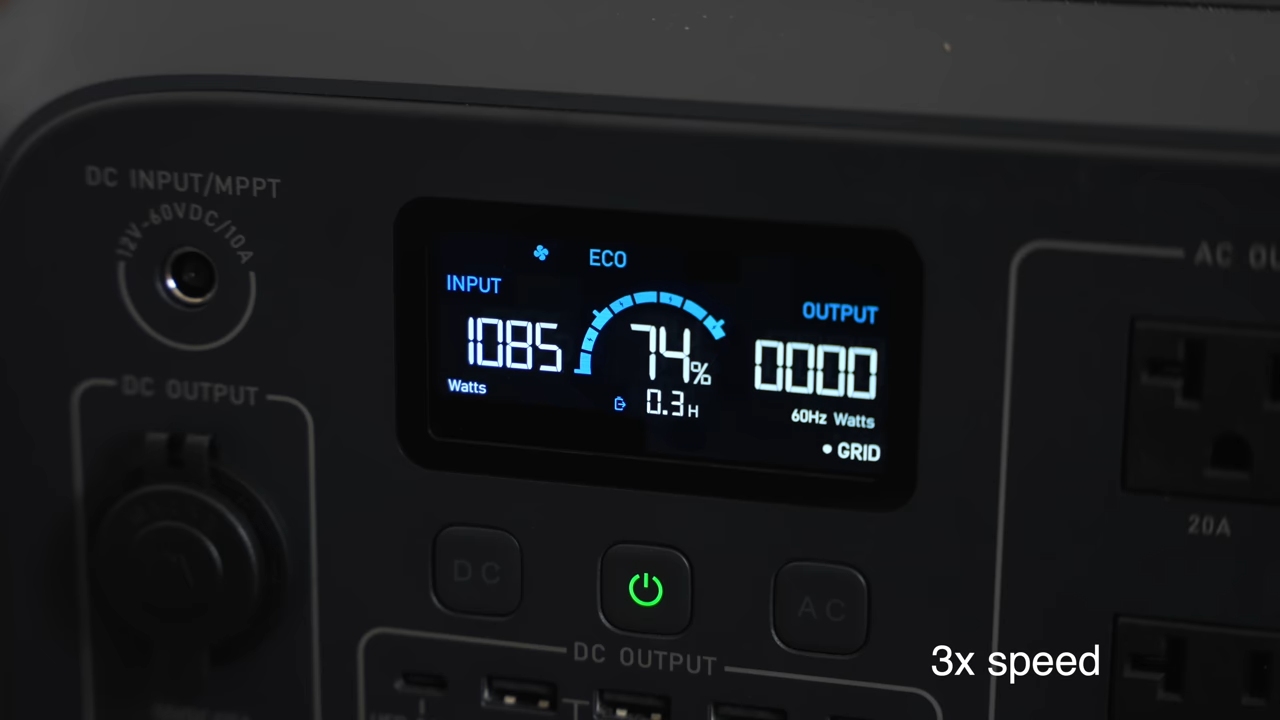 DC INPUT/MPPT
12V-60VDC/10A
ECO
INPUT
1085
Watts
74%
0.3H
OUTPUT
0000
60Hz Watts
• GRID
DC OUTPUT
AC OU
20A
DC
AC
DC OUTPUT
3x speed